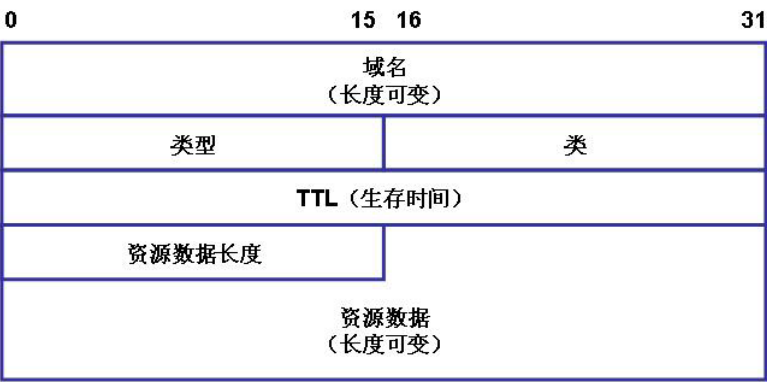 0 15 16 31
域名
（长度可变）
类型 类
TTL（生存时间）
资源数据长度
资源数据
（长度可变）